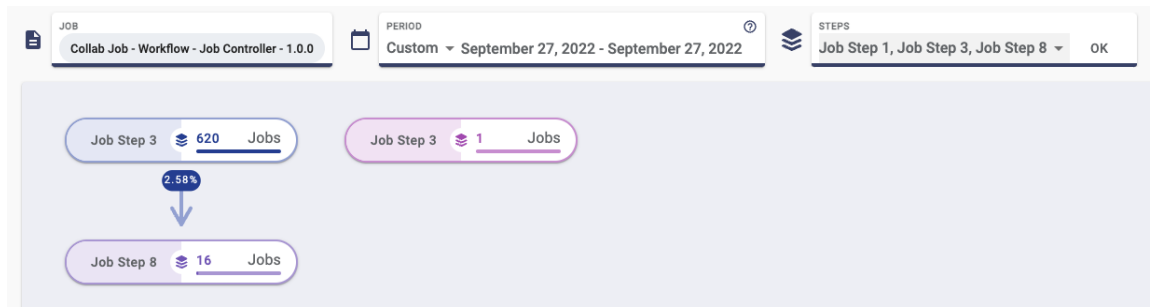 JOB
Collab Job - Workflow - Job Controller - 1.0.0
PERIOD
Custom September 27, 2022 - September 27, 2022
STEPS
Job Step 1, Job Step 3, Job Step 8 OK
Job Step 3 620 Jobs
Job Step 3 1 Jobs
2.58%
Job Step 8 16 Jobs